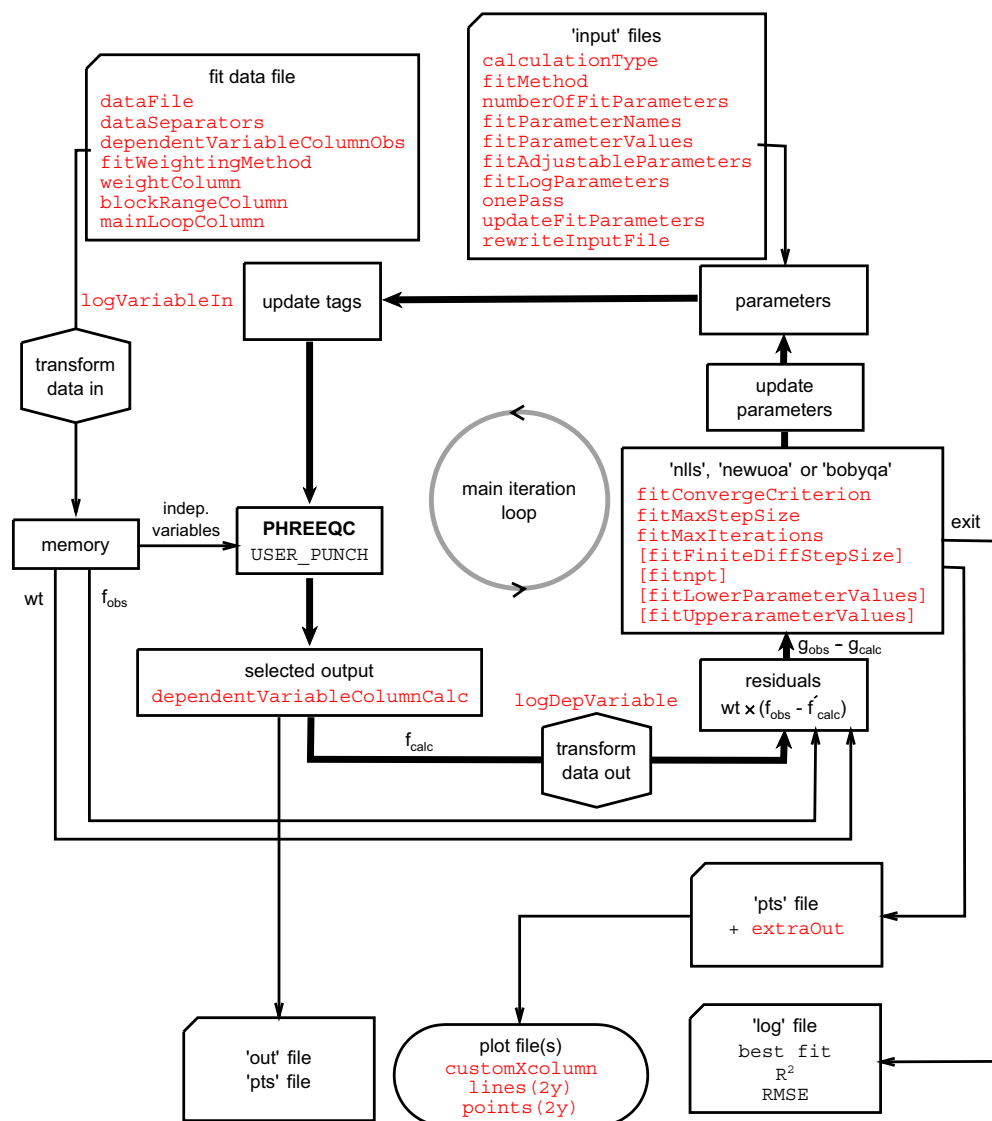 fit data file
dataFile
dataSeparators
dependentVariableColumnObs
fitWeightingMethod
weightColumn
blockRangeColumn
mainLoopColumn
'input' files
calculationType
fitMethod
numberOfFitParameters
fitParameterNames
fitParameterValues
fitAdjustableParameters
fitLogParameters
onePass
updateFitParameters
rewriteInputFile
logVariableIn
update tags
parameters
transform
data in
update
parameters
main iteration
loop
'nlls', 'newuoa' or 'bobyqa'
fitConvergeCriterion
fitMaxStepSize
fitMaxIterations
[fitFiniteDiffStepSize]
[fitnpt]
[fitLowerParameterValues]
[fitUpperarameterValues]
exit
memory
indep.
variables
PHREEQC
USER_PUNCH
wt
fobs
gobs – gcalc
selected output
dependentVariableColumnCalc
logDepVariable
residuals
wt × (fobs - f´calc)
fcalc
transform
data out
'pts' file
+ extraOut
'out' file
'pts' file
plot file(s)
customXcolumn
lines(2y)
points(2y)
'log' file
best fit
R²
RMSE